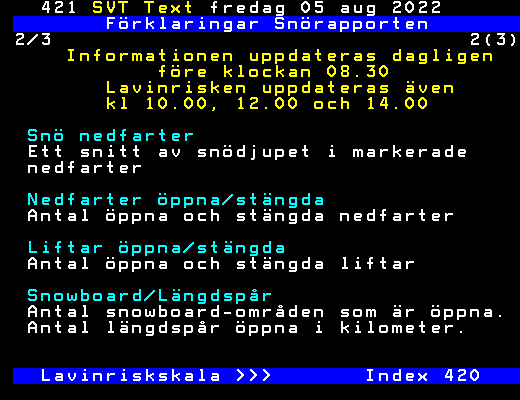 421 SVT Text fredag 05 aug 2022
Förklaringar Snörapporten
2/3 2(3)
Informationen uppdateras dagligen
före klockan 08.30
Lavinrisken uppdateras även
kl 10.00, 12.00 och 14.00
Snö nedfarter
Ett snitt av snödjupet i markerade
nedfarter
Nedfarter öppna/stängda
Antal öppna och stängda nedfarter
Liftar öppna/stängda
Antal öppna och stängda liftar
Snowboard/Längdspår
Antal snowboard-områden som är öppna.
Antal längdspår öppna i kilometer.
Lavinriskskala >>> Index 420